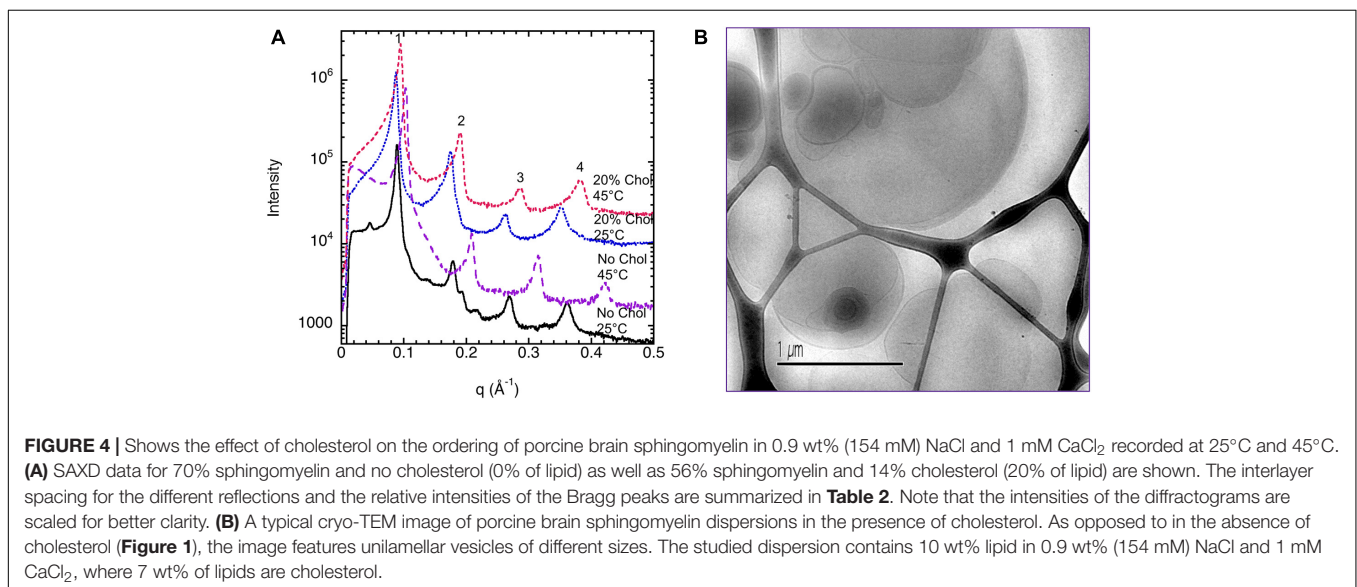 A
B
1
2
3
4
10⁶
10⁵
10⁴
1000
Intensity
20% Chol
45°C
20% Chol
25°C
No Chol
45°C
No Chol
25°C
0 0.1 0.2 0.3 0.4 0.5
q (Å⁻¹)
1 µm
FIGURE 4 | Shows the effect of cholesterol on the ordering of porcine brain sphingomyelin in 0.9 wt% (154 mM) NaCl and 1 mM CaCl₂ recorded at 25°C and 45°C.
(A) SAXD data for 70% sphingomyelin and no cholesterol (0% of lipid) as well as 56% sphingomyelin and 14% cholesterol (20% of lipid) are shown. The interlayer
spacing for the different reflections and the relative intensities of the Bragg peaks are summarized in Table 2. Note that the intensities of the diffractograms are
scaled for better clarity. (B) A typical cryo-TEM image of porcine brain sphingomyelin dispersions in the presence of cholesterol. As opposed to in the absence of
cholesterol (Figure 1), the image features unilamellar vesicles of different sizes. The studied dispersion contains 10 wt% lipid in 0.9 wt% (154 mM) NaCl and 1 mM
CaCl₂, where 7 wt% of lipids are cholesterol.